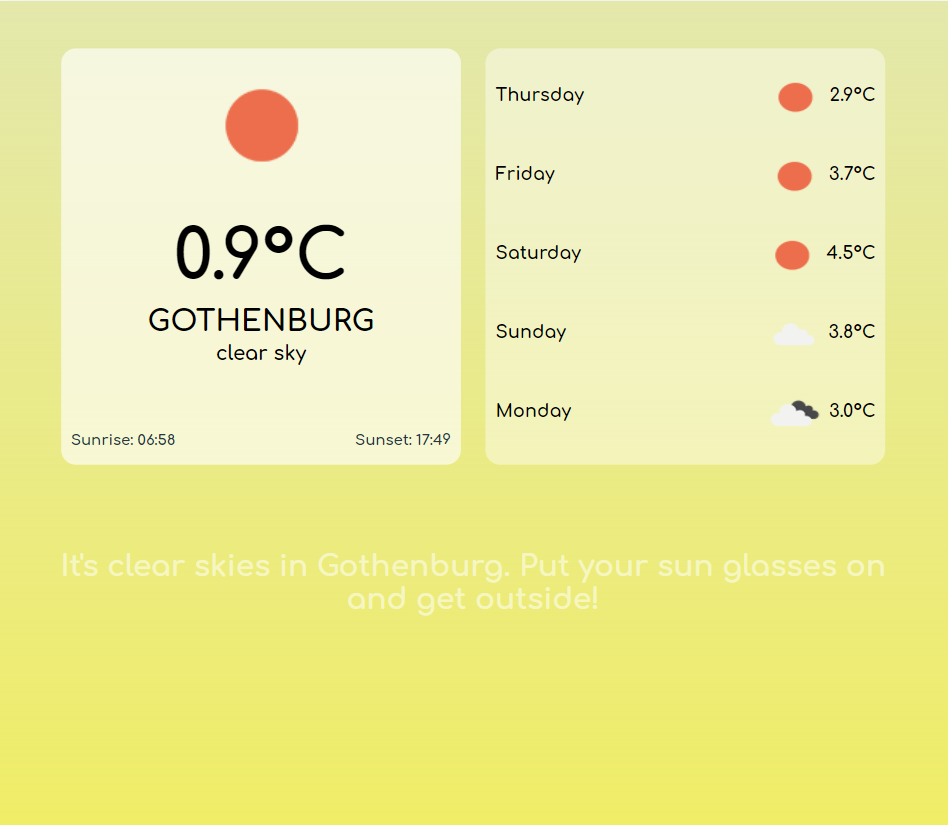 0.9°C
GOTHENBURG
clear sky
Sunrise: 06:58 Sunset: 17:49
Thursday 2.9°C
Friday 3.7°C
Saturday 4.5°C
Sunday 3.8°C
Monday 3.0°C
It's clear skies in Gothenburg. Put your sun glasses on
and get outside!